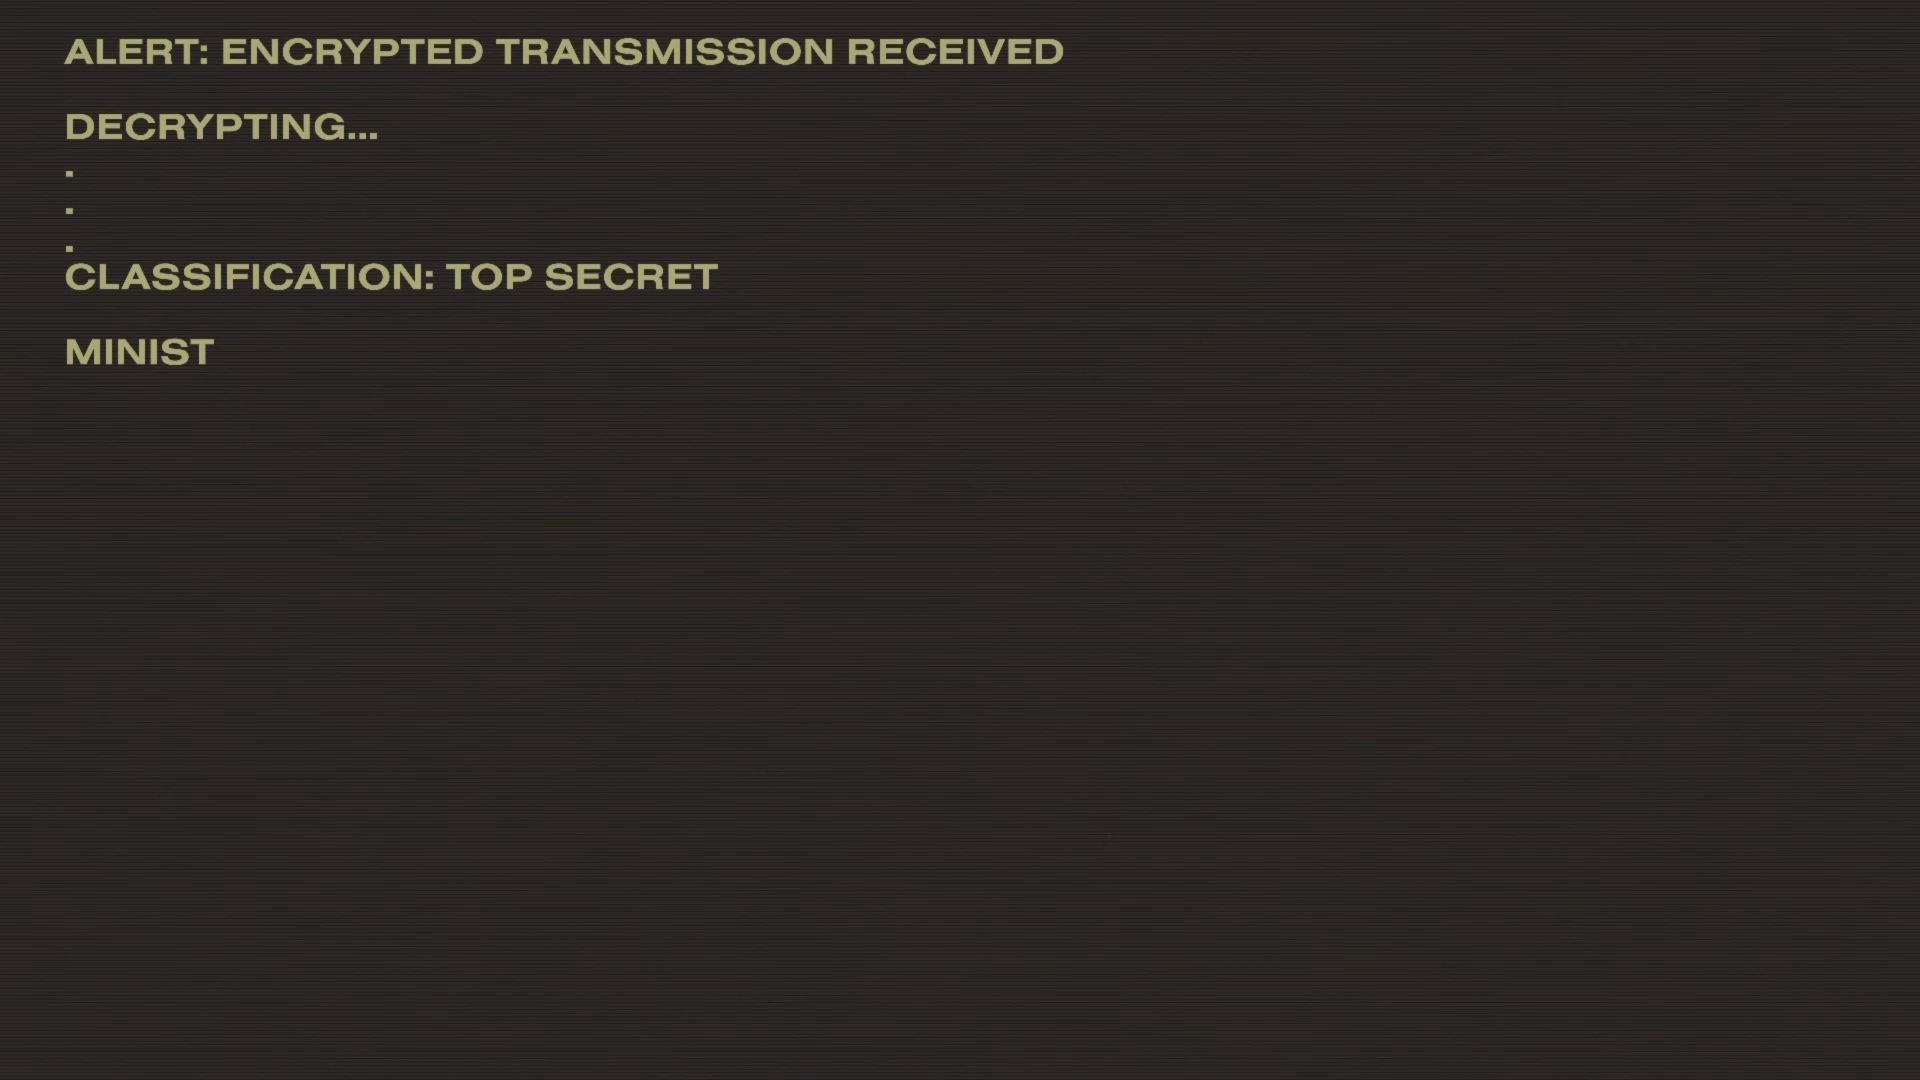 ALERT: ENCRYPTED TRANSMISSION RECEIVED
DECRYPTING...
.
.
.
CLASSIFICATION: TOP SECRET
MINIST